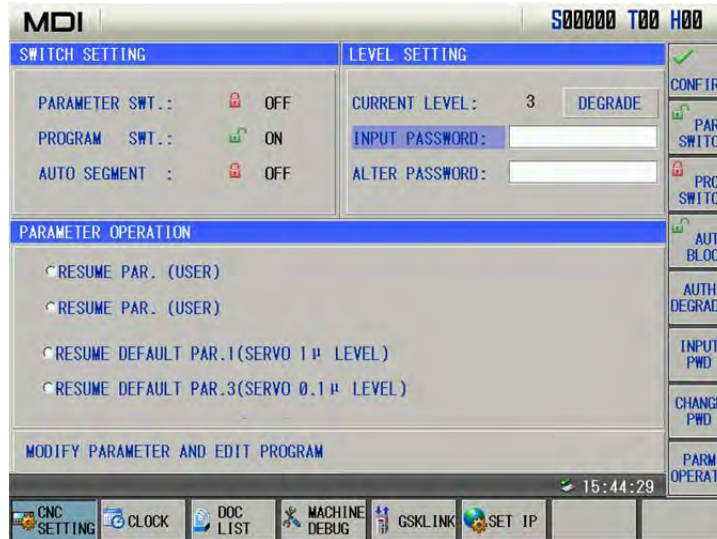 MDI
S00000 T00 H00
SWITCH SETTING
PARAMETER SWT.: OFF
PROGRAM SWT.: ON
AUTO SEGMENT : OFF
LEVEL SETTING
CURRENT LEVEL: 3 DEGRADE
INPUT PASSWORD:
ALTER PASSWORD:
PARAMETER OPERATION
RESUME PAR. (USER)
RESUME PAR. (USER)
RESUME DEFAULT PAR.1(SERVO 1μ LEVEL)
RESUME DEFAULT PAR.3(SERVO 0.1μ LEVEL)
MODIFY PARAMETER AND EDIT PROGRAM
15:44:29
CONFIR
PAR
SWITC
PRO
SWITC
AUT
BLOC
AUTH
DEGRAD
INPUT
PWD
CHANG
PWD
PARM
OPERAT
CNC
SETTING
CLOCK
DOC
LIST
MACHINE
DEBUG
GSKLINK
SET IP